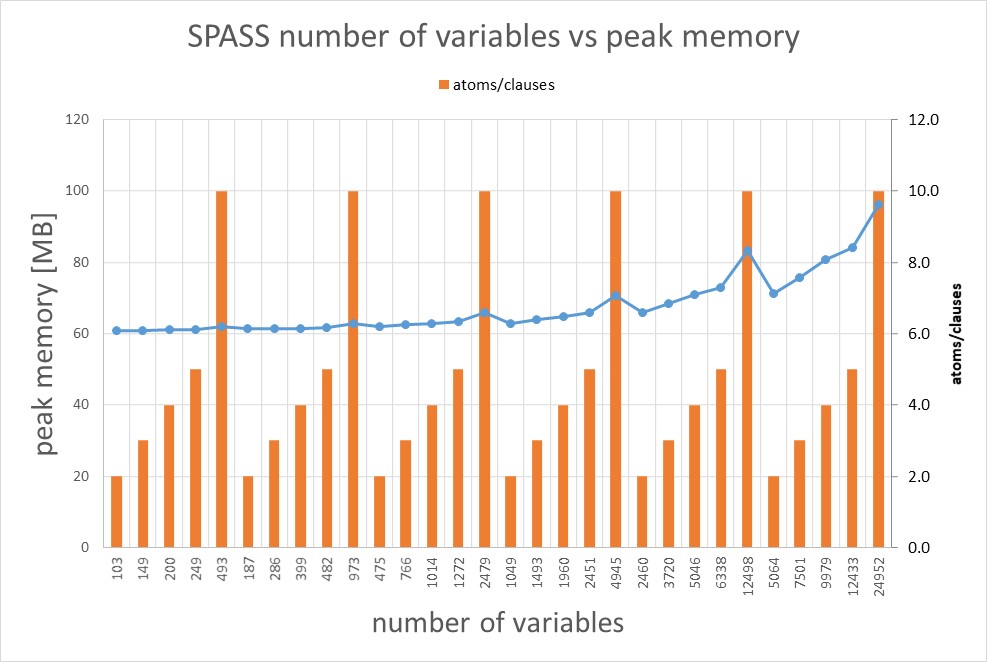 SPASS number of variables vs peak memory
atoms/clauses
120
100
80
60
40
20
0
peak memory [MB]
12.0
10.0
8.0
6.0
4.0
2.0
0.0
atoms/clauses
103 149 200 249 493 187 286 399 482 973 475 766 1014 1272 2479 1049 1493 1960 2451 4945 2460 3720 5046 6338 12498 5064 7501 9979 12433 24952
number of variables